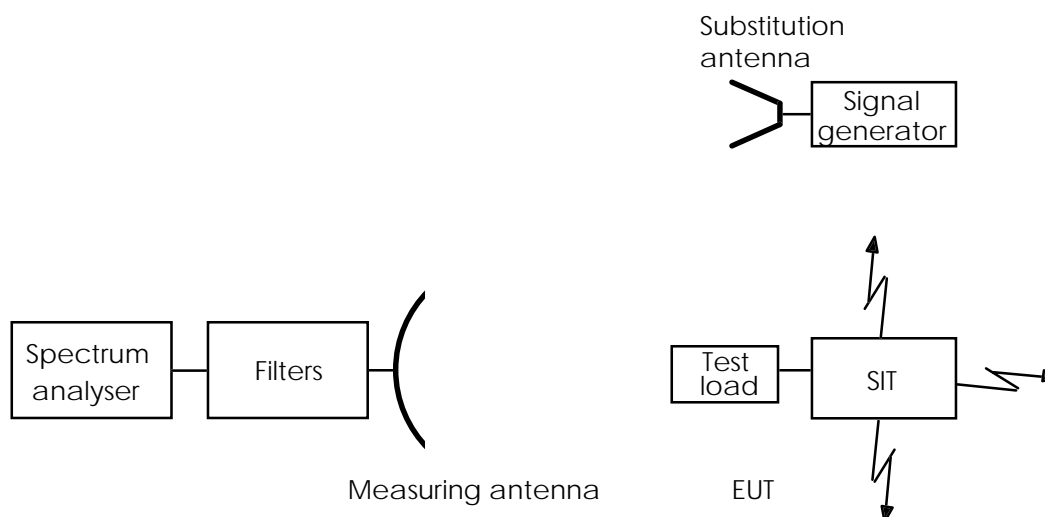 Substitution
antenna
Signal
generator
Spectrum
analyser
Filters
Test
load
SIT
Measuring antenna
EUT